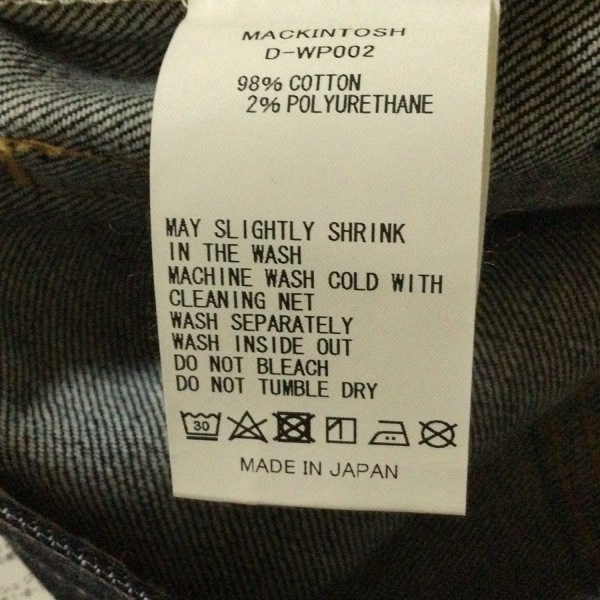 MACKINTOSH
D-WP002
98% COTTON
2% POLYURETHANE
MAY SLIGHTLY SHRINK
IN THE WASH
MACHINE WASH COLD WITH
CLEANING NET
WASH SEPARATELY
WASH INSIDE OUT
DO NOT BLEACH
DO NOT TUMBLE DRY
30
MADE IN JAPAN